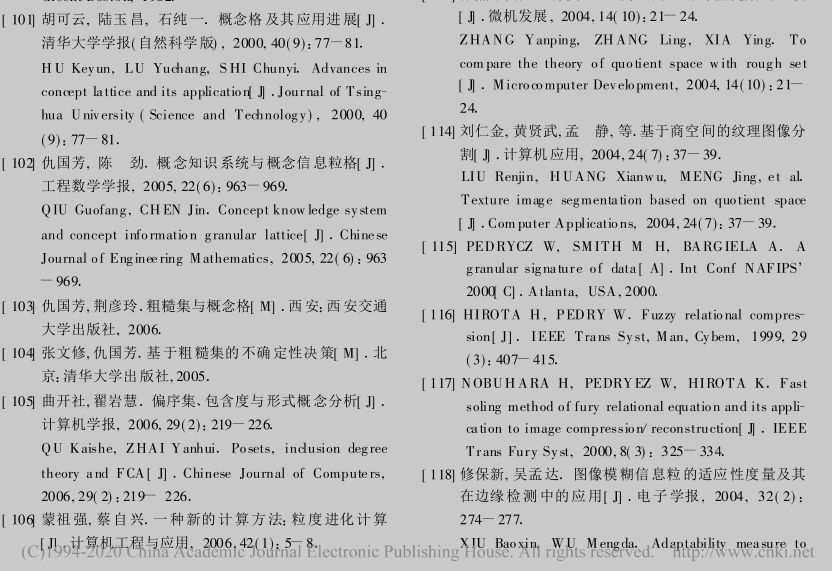 [101] 胡可云, 陆玉昌, 石纯一. 概念格及其应用进展[J].
清华大学学报(自然科学版), 2000, 40(9): 77—81.
HU Keyun, LU Yuchang, SHI Chunyi. Advances in
concept lattice and its application[J]. Journal of Tsing-
hua University (Science and Technology), 2000, 40
(9): 77—81.
[102] 仇国芳, 陈 劲. 概念知识系统与概念信息粒格[J].
工程数学学报, 2005, 22(6): 963—969.
QIU Guofang, CHEN Jin. Concept knowledge system
and concept information granular lattice[J]. Chinese
Journal of Engineering Mathematics, 2005, 22(6): 963
—969.
[103] 仇国芳, 荆彦玲. 粗糙集与概念格[M]. 西安: 西安交通
大学出版社, 2006.
[104] 张文修, 仇国芳. 基于粗糙集的不确定性决策[M]. 北
京: 清华大学出版社, 2005.
[105] 曲开社, 翟岩慧. 偏序集、包含度与形式概念分析[J].
计算机学报, 2006, 29(2): 219—226.
QU Kaishe, ZHAI Yanhui. Posets, inclusion degree
theory and FCA[J]. Chinese Journal of Computers,
2006, 29(2): 219— 226.
[106] 蒙祖强, 蔡自兴. 一种新的计算方法: 粒度进化计算
[J]. 计算机工程与应用, 2006, 42(1): 5—8.
[J]. 微机发展, 2004, 14(10): 21—24.
ZHANG Yanping, ZHANG Ling, XIA Ying. To
compare the theory of quotient space with rough set
[J]. Microcomputer Development, 2004, 14(10): 21—
24.
[114] 刘仁金, 黄贤武, 孟 静, 等. 基于商空间的纹理图像分
割[J]. 计算机应用, 2004, 24(7): 37—39.
LIU Renjin, HUANG Xianwu, MENG Jing, et al.
Texture image segmentation based on quotient space
[J]. Computer Applications, 2004, 24(7): 37—39.
[115] PEDRYCZ W, SMITH M H, BARGIELA A. A
granular signature of data[A]. Int Conf NAFIPS'
2000[C]. Atlanta, USA, 2000.
[116] HIROTA H, PEDRY W. Fuzzy relational compres-
sion[J]. IEEE Trans Syst, Man, Cybem, 1999, 29
(3): 407—415.
[117] NOBUHARA H, PEDRYEZ W, HIROTA K. Fast
soling method of fury relational equation and its appli-
cation to image compression/reconstruction[J]. IEEE
Trans Fury Syst, 2000, 8(3): 325—334.
[118] 修保新, 吴孟达. 图像模糊信息粒的适应性度量及其
在边缘检测中的应用[J]. 电子学报, 2004, 32(2):
274—277.
XIU Baoxin, WU Mengda. Adaptability measure to
(C)1994-2020 China Academic Journal Electronic Publishing House. All rights reserved. http://www.cnki.net